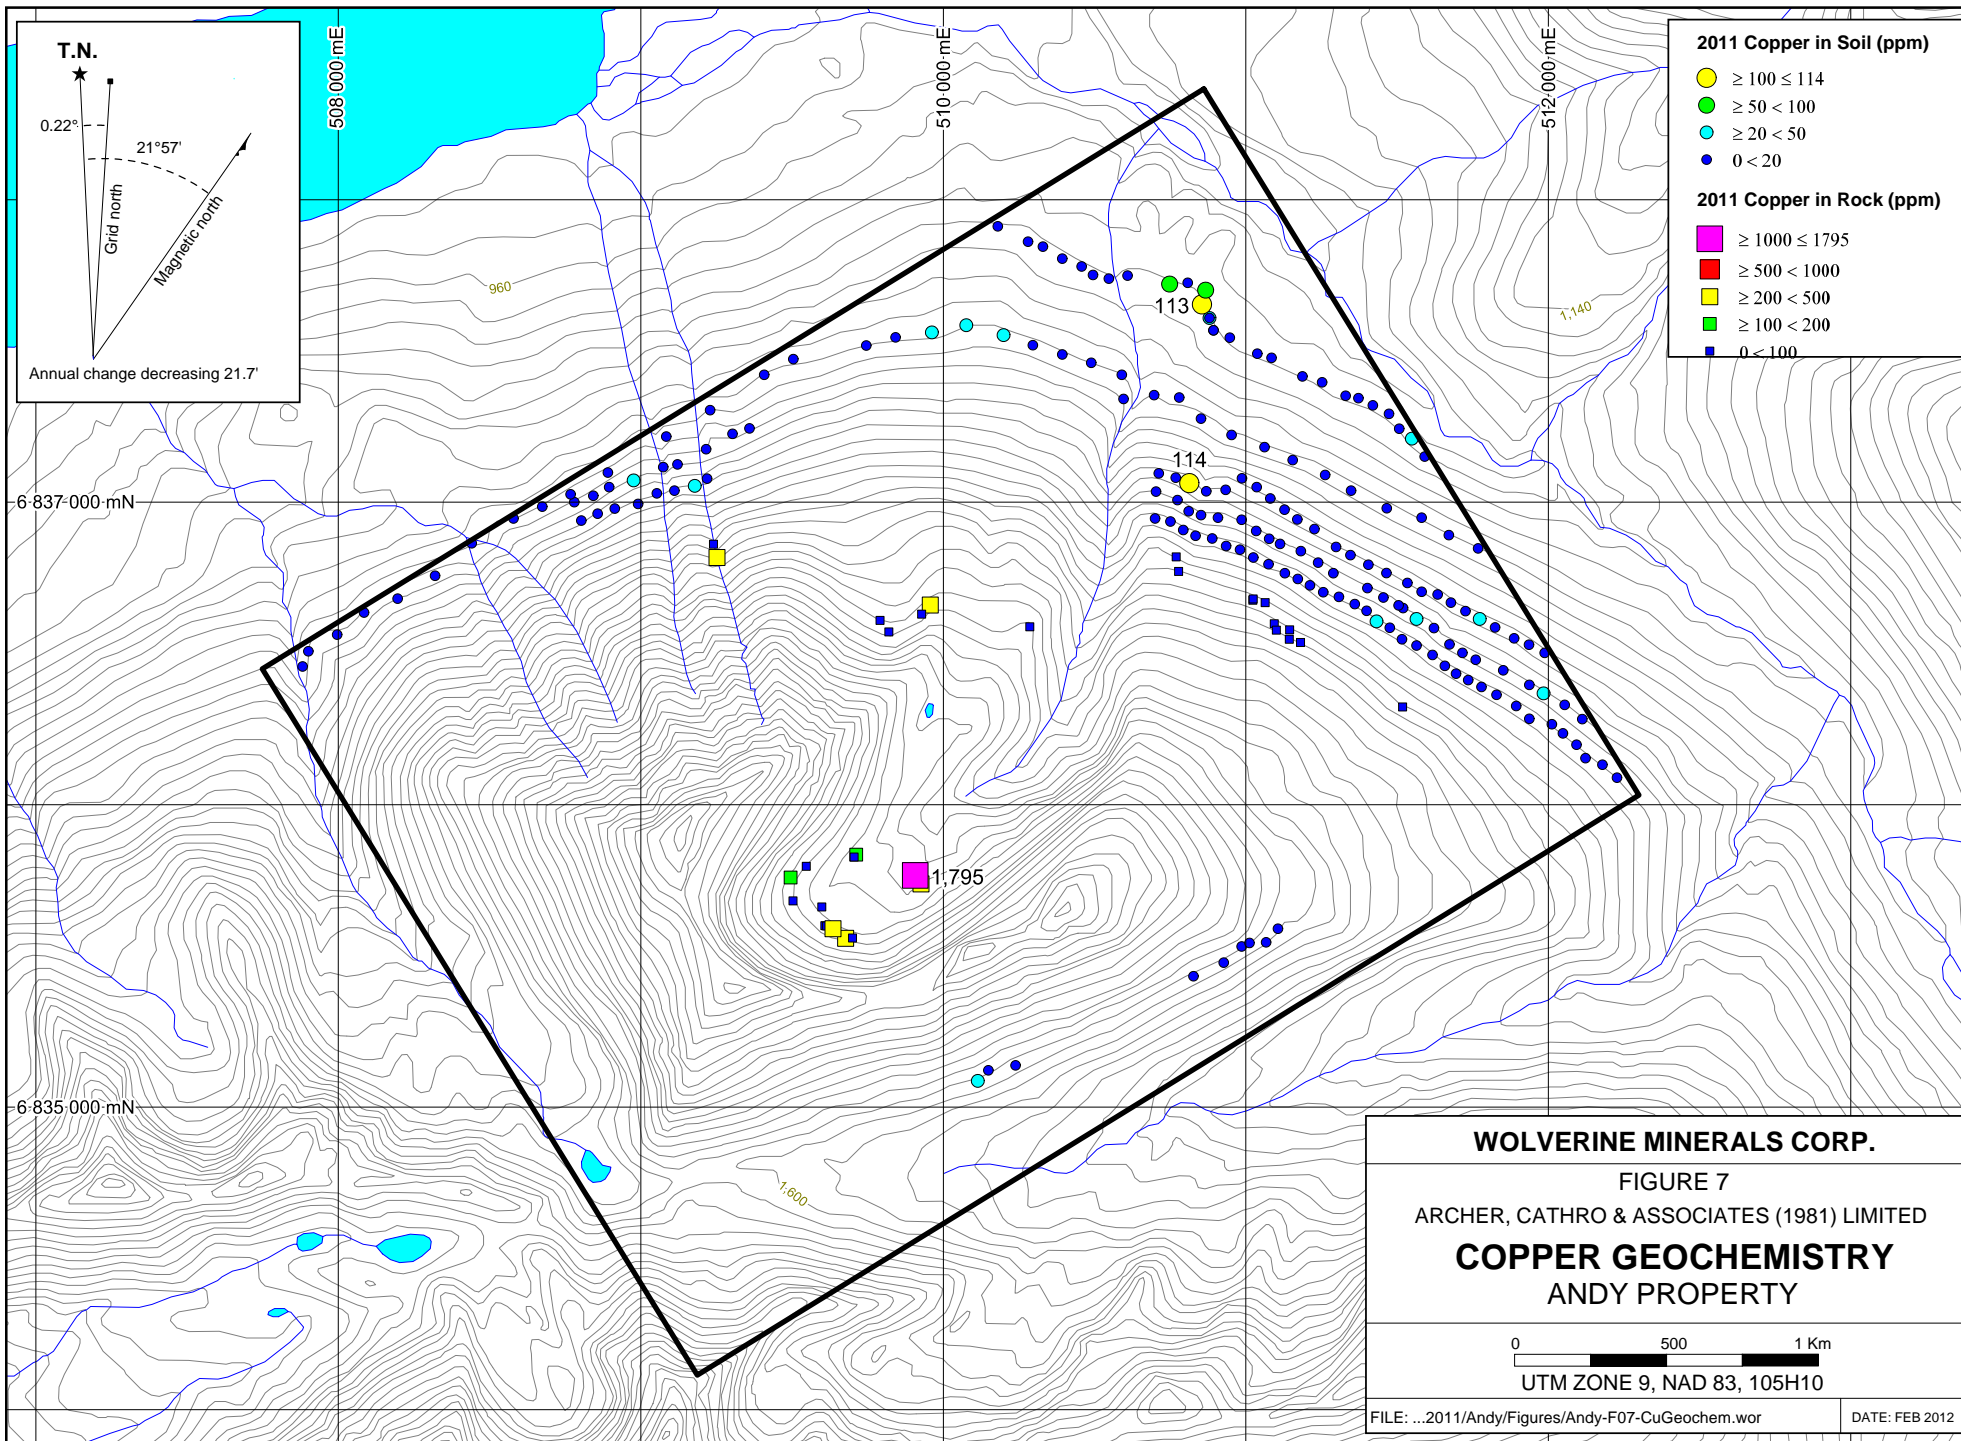 T.N.
0.22°
21°57'
Grid north
Magnetic north
Annual change decreasing 21.7'
508 000 mE
510 000 mE
512 000 mE
2011 Copper in Soil (ppm)
≥ 100 ≤ 114
≥ 50 < 100
≥ 20 < 50
0 < 20
2011 Copper in Rock (ppm)
≥ 1000 ≤ 1795
≥ 500 < 1000
≥ 200 < 500
≥ 100 < 200
0 < 100
960
113
1,140
114
6 837 000 mN
1,795
6 835 000 mN
1,600
WOLVERINE MINERALS CORP.
FIGURE 7
ARCHER, CATHRO & ASSOCIATES (1981) LIMITED
COPPER GEOCHEMISTRY
ANDY PROPERTY
0 500 1 Km
UTM ZONE 9, NAD 83, 105H10
FILE: ...2011/Andy/Figures/Andy-F07-CuGeochem.wor
DATE: FEB 2012